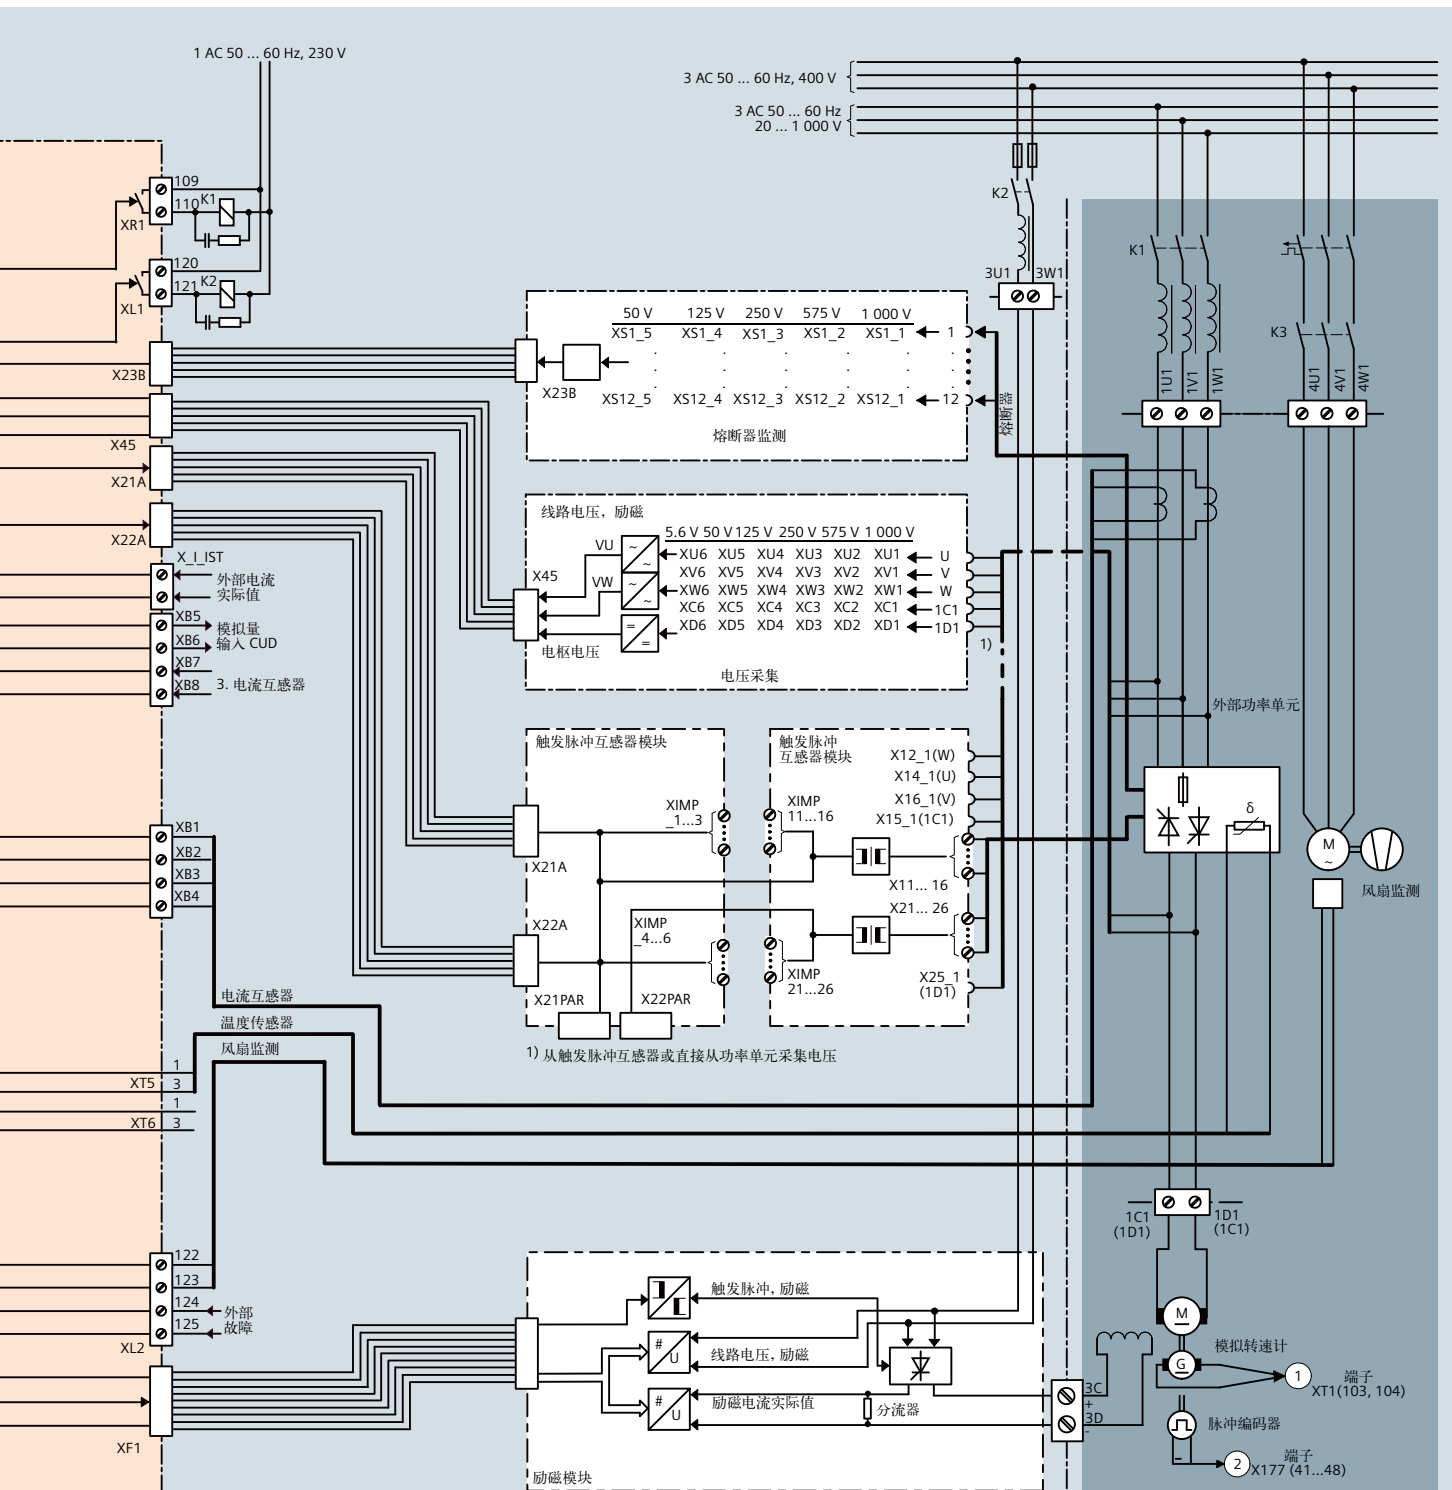 1 AC 50 ... 60 Hz, 230 V
3 AC 50 ... 60 Hz, 400 V
3 AC 50 ... 60 Hz
20 ... 1 000 V
109
110
K1
XR1
120
121
K2
XL1
X23B
X45
X21A
X22A
X_I_IST
外部电流
实际值
XB5
模拟量
XB6
输入 CUD
XB7
XB8
3. 电流互感器
XB1
XB2
XB3
XB4
电流互感器
温度传感器
风扇监测
1
XT5
3
1
XT6
3
122
123
124
外部
125
故障
XL2
XF1
K2
3U1
3W1
50 V 125 V 250 V 575 V 1 000 V
XS1_5 XS1_4 XS1_3 XS1_2 XS1_1 1
X23B
XS12_5 XS12_4 XS12_3 XS12_2 XS12_1 12
熔断器监测
熔断器
线路电压，励磁
5.6 V 50 V 125 V 250 V 575 V 1 000 V
VU
~
~
XU6 XU5 XU4 XU3 XU2 XU1 U
XV6 XV5 XV4 XV3 XV2 XV1 V
X45
VW
~
~
XW6 XW5 XW4 XW3 XW2 XW1 W
XC6 XC5 XC4 XC3 XC2 XC1 1C1
XD6 XD5 XD4 XD3 XD2 XD1 1D1
=
=
电枢电压
电压采集
1)
触发脉冲互感器模块
XIMP
_1...3
X21A
X22A
XIMP
_4...6
X21PAR
X22PAR
触发脉冲
互感器模块
X12_1(W)
X14_1(U)
X16_1(V)
X15_1(1C1)
XIMP
11...16
X11... 16
X21... 26
XIMP
21...26
X25_1
(1D1)
1) 从触发脉冲互感器或直接从功率单元采集电压
K1
K3
1U1
1V1
1W1
4U1
4V1
4W1
外部功率单元
δ
M
~
风扇监测
1C1
(1D1)
1D1
(1C1)
M
模拟转速计
G
1
端子
XT1(103, 104)
脉冲编码器
端子
2
X177 (41...48)
触发脉冲, 励磁
#
U
线路电压, 励磁
#
U
励磁电流实际值
分流器
3C
+
3D
-
励磁模块